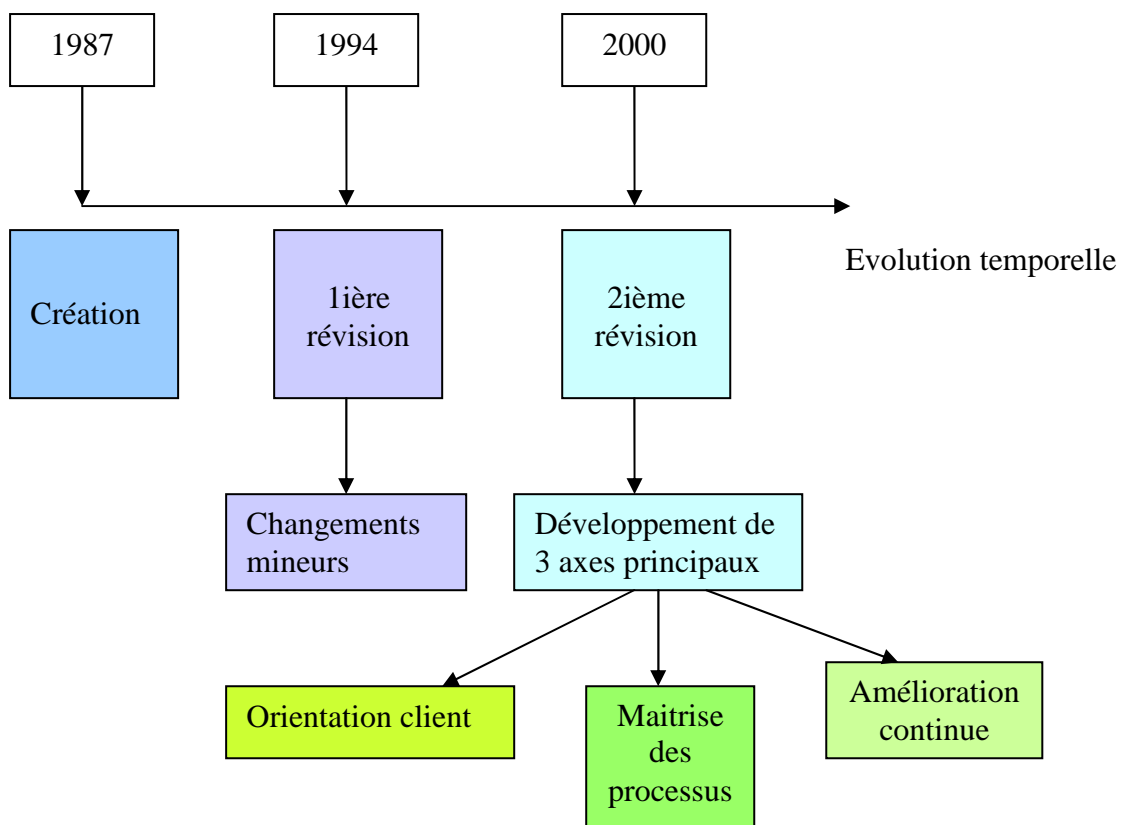 1987
1994
2000
Evolution temporelle
Création
1ière
révision
2ième
révision
Changements
mineurs
Développement de
3 axes principaux
Orientation client
Maitrise
des
processus
Amélioration
continue